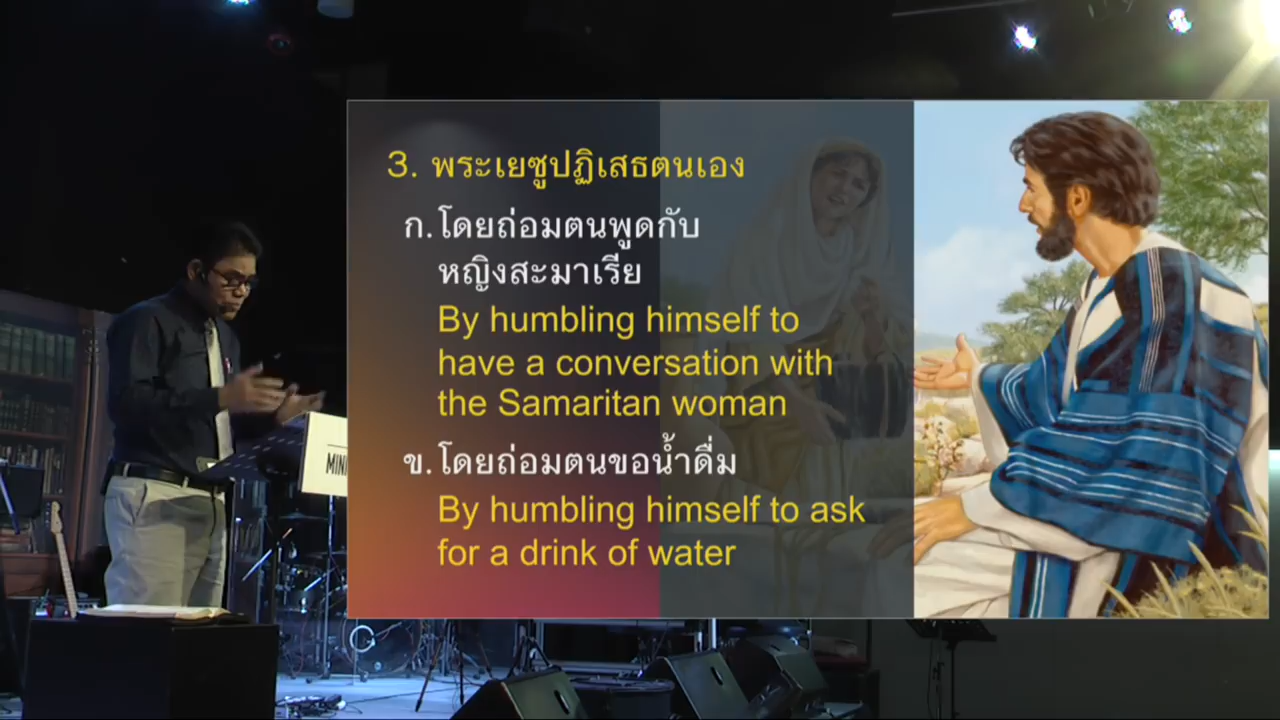 3. พระเยซูปฏิเสธตนเอง
ก.โดยถ่อมตนพูดกับ
หญิงสะมาเรีย
By humbling himself to
have a conversation with
the Samaritan woman
ข.โดยถ่อมตนขอน้ำดื่ม
By humbling himself to ask
for a drink of water